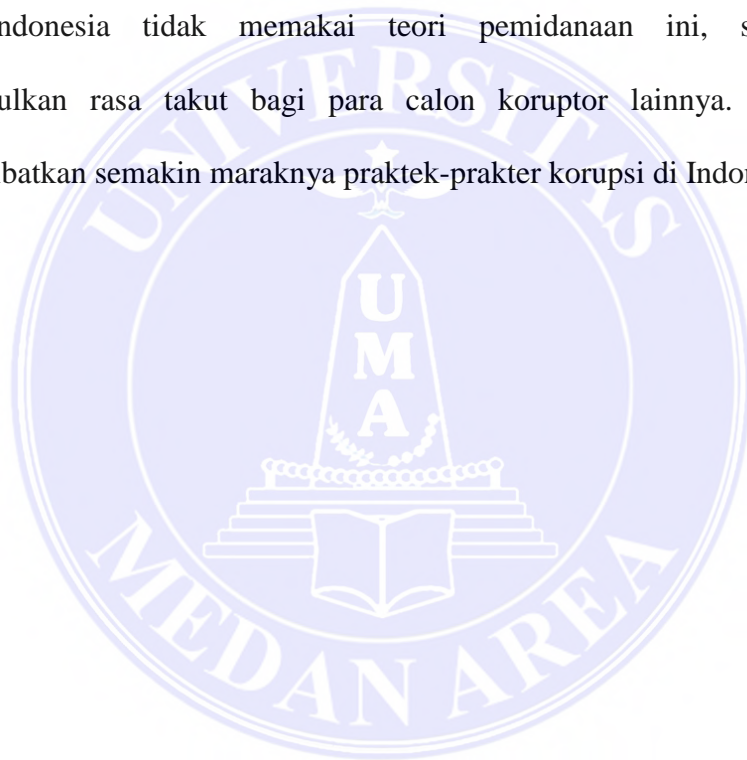 ndonesia tidak memakai teori pemidanaan ini, s
ulkan rasa takut bagi para calon koruptor lainnya.
batkan semakin maraknya praktek-prakter korupsi di Indo
UNIVERSITAS
UMA
MEDAN AREA